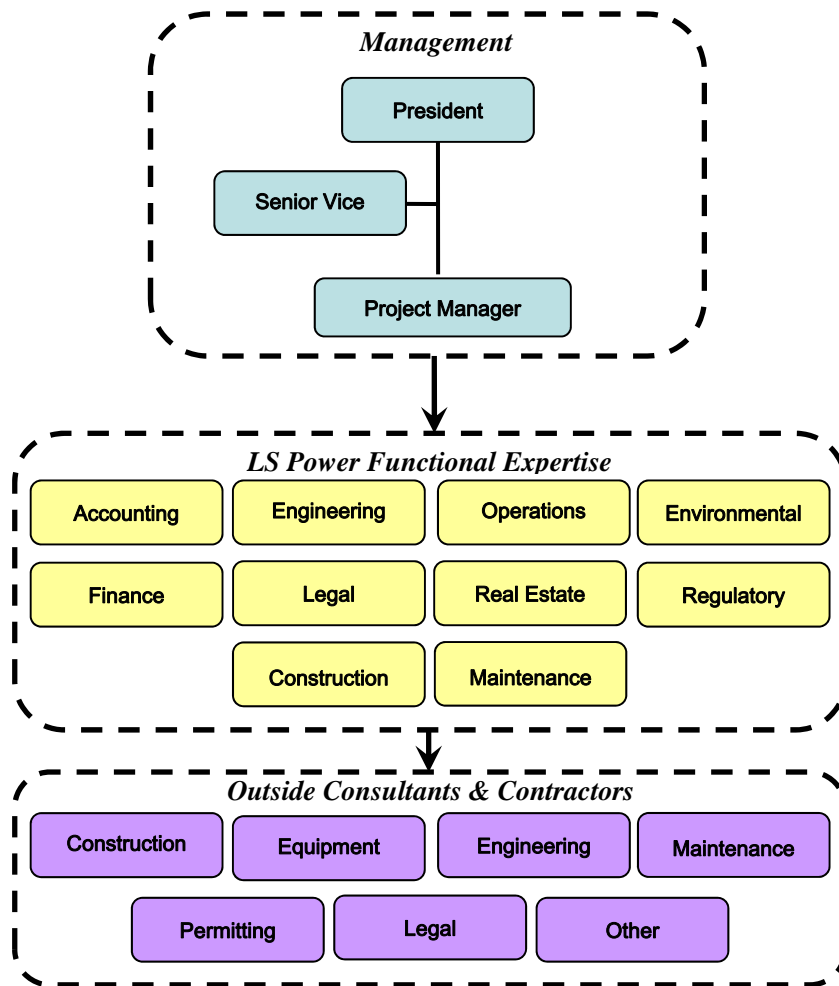 Management
President
Senior Vice
Project Manager
LS Power Functional Expertise
Accounting
Engineering
Operations
Environmental
Finance
Legal
Real Estate
Regulatory
Construction
Maintenance
Outside Consultants & Contractors
Construction
Equipment
Engineering
Maintenance
Permitting
Legal
Other